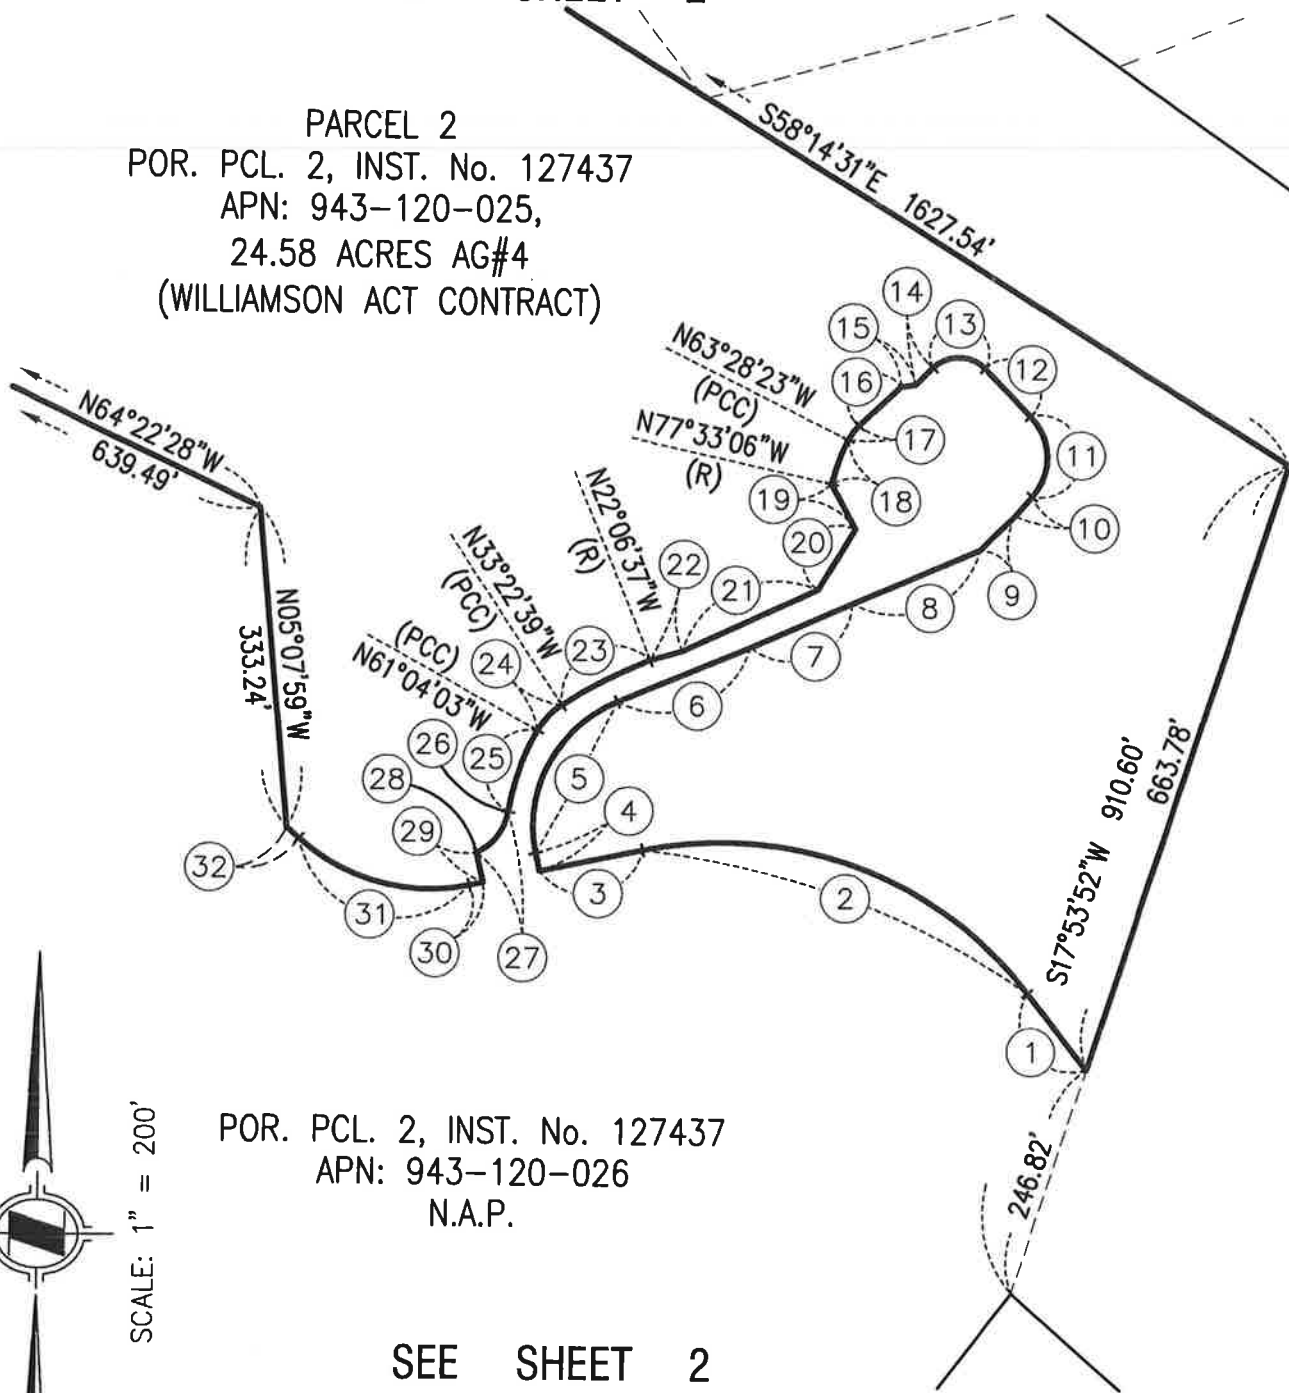 PARCEL 2
POR. PCL. 2, INST. No. 127437
APN: 943-120-025,
24.58 ACRES AG#4
(WILLIAMSON ACT CONTRACT)
S58°14'31"E 1627.54'
N64°22'28"W
639.49'
N05°07'59"W
333.24'
N63°28'23"W
(PCC)
N77°33'06"W
(R)
N22°06'37"W
(R)
N33°22'39"W
(PCC)
(PCC)
N61°04'03"W
14
13
15
12
16
17
11
18
19
10
20
22
21
9
8
7
23
24
6
26
25
5
28
4
29
32
3
31
2
30
27
1
S17°53'52"W 910.60'
663.78'
246.82'
SCALE: 1" = 200'
POR. PCL. 2, INST. No. 127437
APN: 943-120-026
N.A.P.
SEE SHEET 2